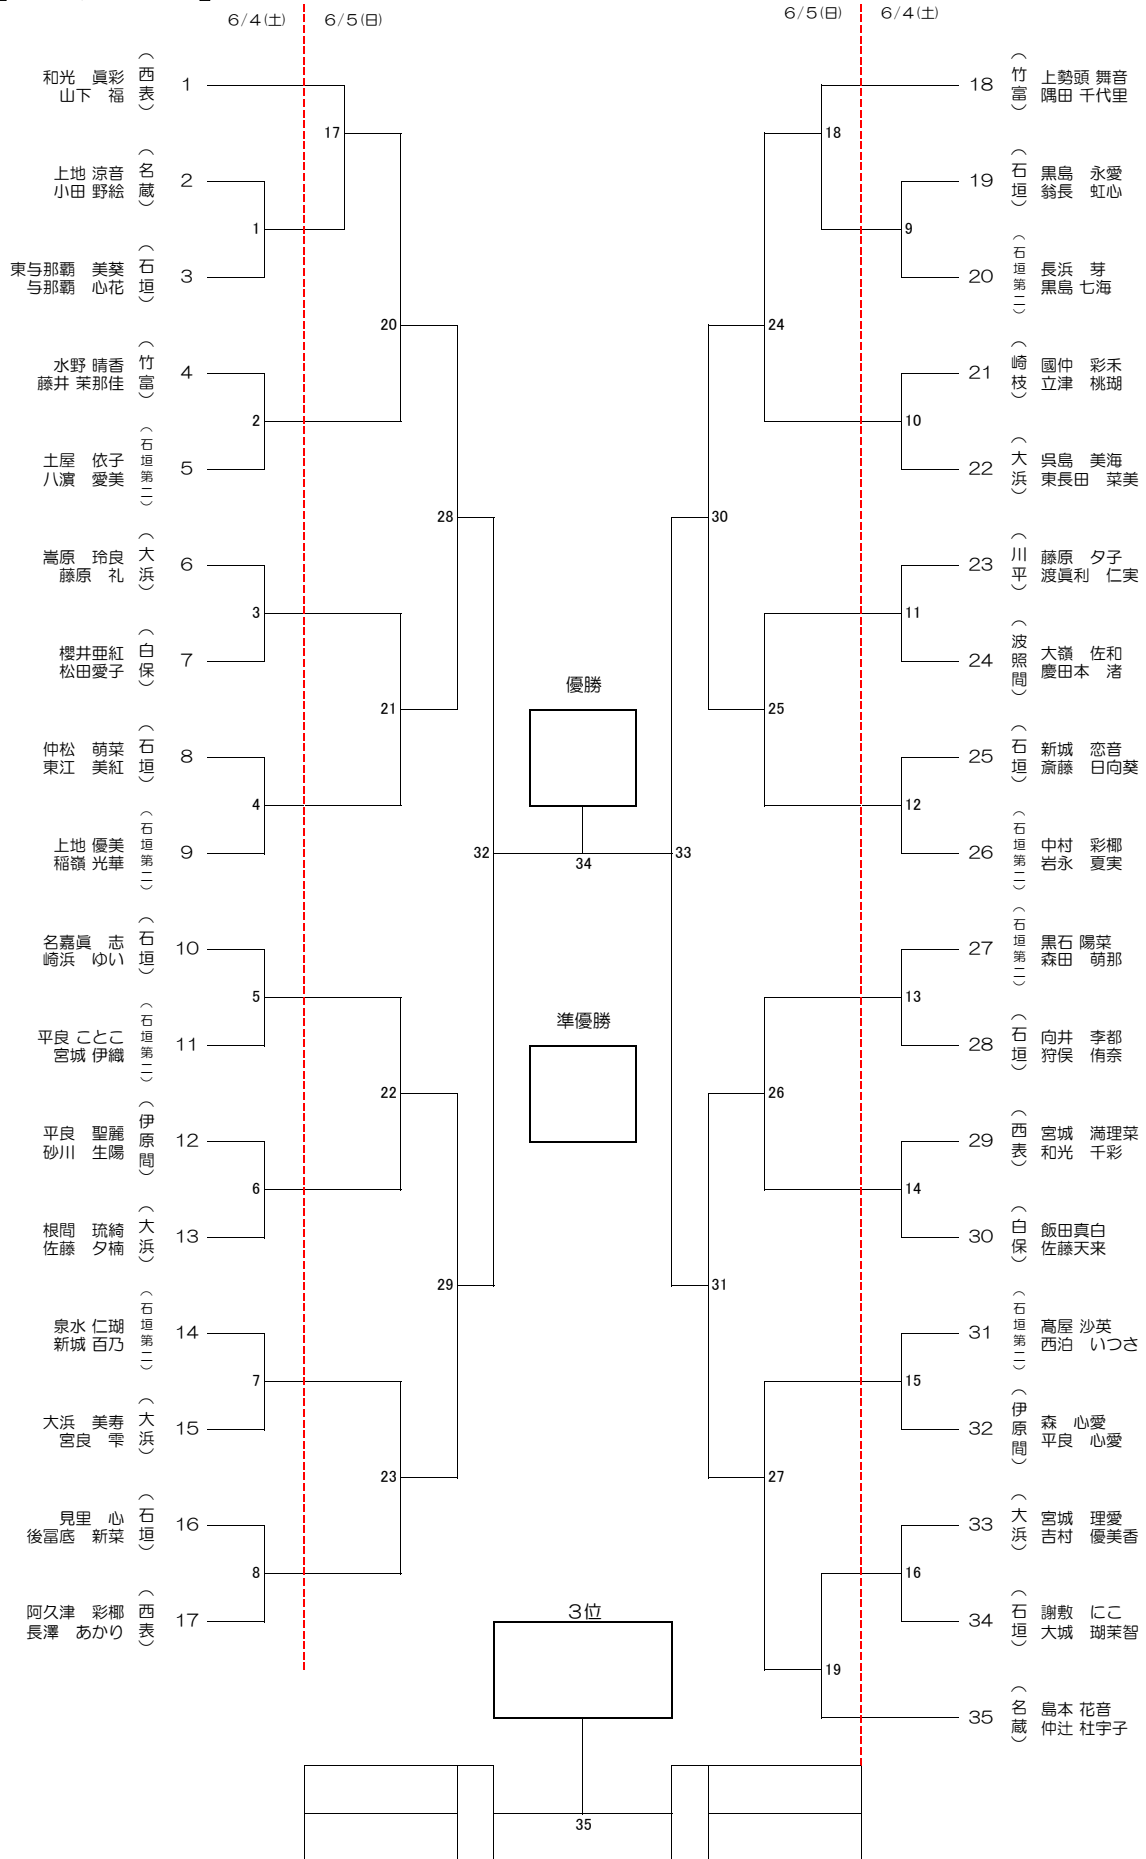 6/4(土) 6/5(日)
6/5(日) 6/4(土)
和光 眞彩
山下 福
(西表)
1
上地 涼音
小田 野絵
(名蔵)
2
東与那覇 美葵
与那覇 心花
(石垣)
3
水野 晴香
藤井 茉那佳
(竹富)
4
土屋 依子
八濵 愛美
(石垣第二)
5
嵩原 玲良
藤原 礼
(大浜)
6
櫻井亜紅
松田愛子
(白保)
7
仲松 萌菜
東江 美紅
(石垣)
8
上地 優美
稲嶺 光華
(石垣第二)
9
名嘉眞 志
崎浜 ゆい
(石垣)
10
平良 ことこ
宮城 伊織
(石垣第二)
11
平良 聖麗
砂川 生陽
(伊原間)
12
根間 琉綺
佐藤 夕楠
(大浜)
13
泉水 仁瑚
新城 百乃
(石垣第二)
14
大浜 美寿
宮良 雫
(大浜)
15
見里 心
後冨底 新菜
(石垣)
16
阿久津 彩椰
長澤 あかり
(西表)
17
17
1
20
2
28
3
21
4
32
5
22
6
29
7
23
8
優勝
34
準優勝
3位
35
33
18
9
24
10
30
11
25
12
13
26
14
31
15
27
16
19
18
(竹富)
上勢頭 舞音
隅田 千代里
19
(石垣)
黒島 永愛
翁長 虹心
20
(石垣第二)
長浜 芽
黒島 七海
21
(崎枝)
國仲 彩禾
立津 桃瑚
22
(大浜)
呉島 美海
東長田 菜美
23
(川平)
藤原 夕子
渡眞利 仁実
24
(波照間)
大嶺 佐和
慶田本 渚
25
(石垣)
新城 恋音
斎藤 日向葵
26
(石垣第二)
中村 彩椰
岩永 夏実
27
(石垣第二)
黒石 陽菜
森田 萌那
28
(石垣)
向井 李都
狩俣 侑奈
29
(西表)
宮城 満理菜
和光 千彩
30
(白保)
飯田真白
佐藤天来
31
(石垣第二)
髙屋 沙英
西泊 いつさ
32
(伊原間)
森 心愛
平良 心愛
33
(大浜)
宮城 理愛
吉村 優美香
34
(石垣)
謝敷 にこ
大城 瑚茉智
35
(名蔵)
島本 花音
仲辻 杜宇子